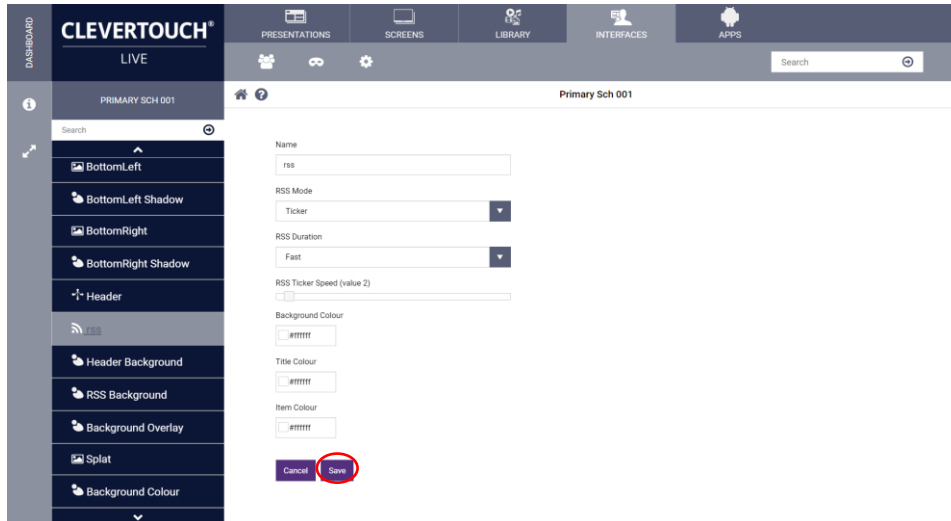 DASHBOARD
CLEVERTOUCH®
LIVE
PRESENTATIONS
SCREENS
LIBRARY
INTERFACES
APPS
Search
PRIMARY SCH 001
Primary Sch 001
Search
BottomLeft
BottomLeft Shadow
BottomRight
BottomRight Shadow
Header
rss
Header Background
RSS Background
Background Overlay
Splat
Background Colour
Name
rss
RSS Mode
Ticker
RSS Duration
Fast
RSS Ticker Speed (value 2)
Background Colour
#ffffff
Title Colour
#ffffff
Item Colour
#ffffff
Cancel
Save